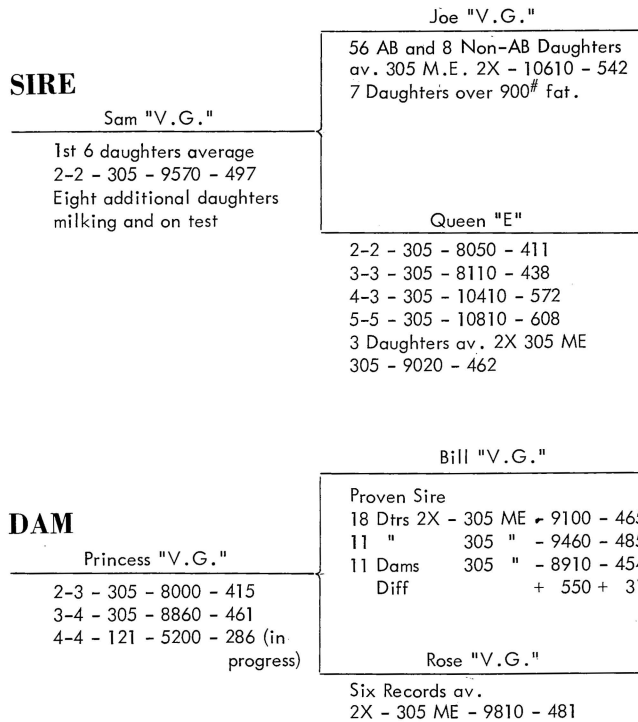 Joe "V.G."
56 AB and 8 Non-AB Daughters
av. 305 M.E. 2X - 10610 - 542
7 Daughters over 900# fat.
SIRE
Sam "V.G."
1st 6 daughters average
2-2 - 305 - 9570 - 497
Eight additional daughters
milking and on test
Queen "E"
2-2 - 305 - 8050 - 411
3-3 - 305 - 8110 - 438
4-3 - 305 - 10410 - 572
5-5 - 305 - 10810 - 608
3 Daughters av. 2X 305 ME
305 - 9020 - 462
Bill "V.G."
Proven Sire
18 Dtrs 2X - 305 ME - 9100 - 465
11 " 305 " - 9460 - 485
11 Dams 305 " - 8910 - 454
Diff + 550 +
DAM
Princess "V.G."
2-3 - 305 - 8000 - 415
3-4 - 305 - 8860 - 461
4-4 - 121 - 5200 - 286 (in
progress)
Rose "V.G."
Six Records av.
2X - 305 ME - 9810 - 481